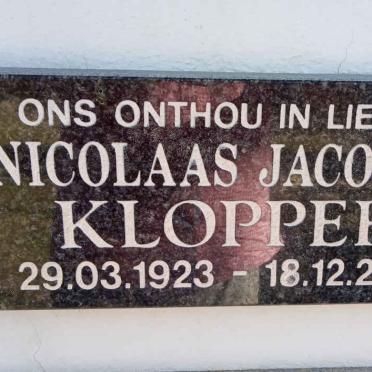 ONS ONTHOU IN LIE
NICOLAAS JACO
KLOPPE
29.03.1923 - 18.12.2